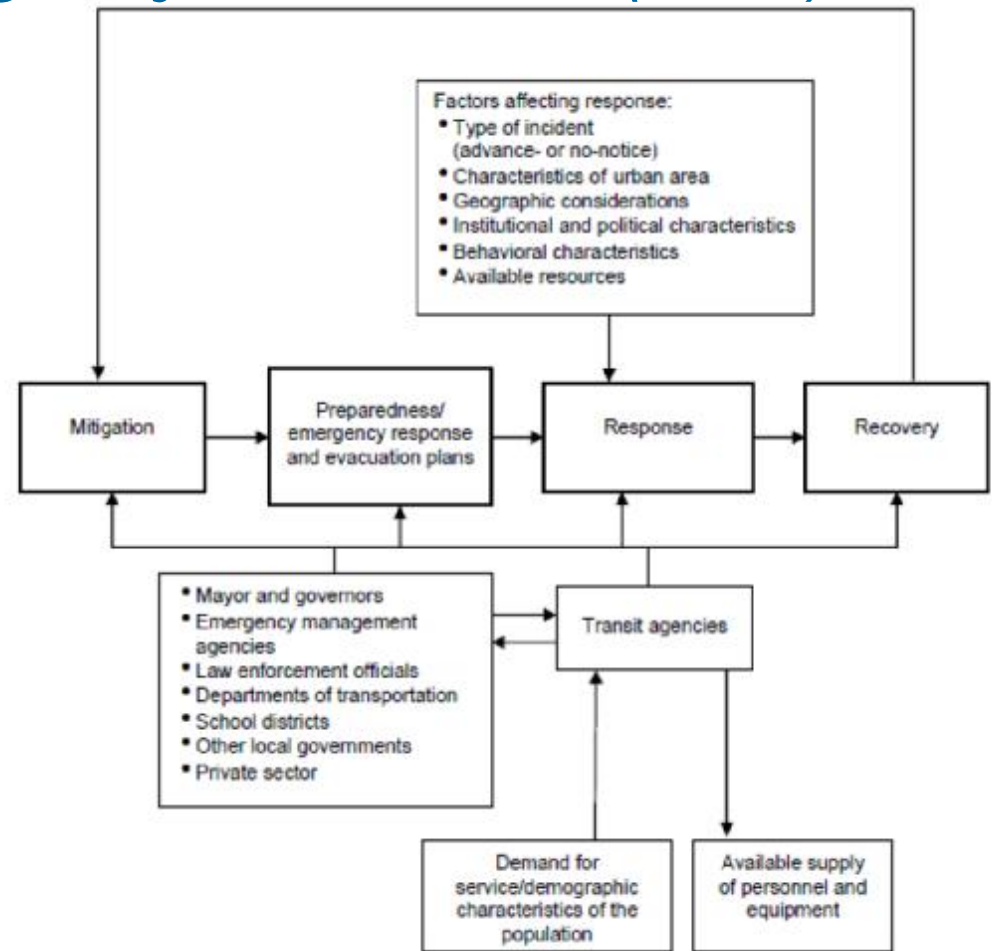 Factors affecting response:
• Type of incident
(advance- or no-notice)
• Characteristics of urban area
• Geographic considerations
• Institutional and political characteristics
• Behavioral characteristics
• Available resources
Mitigation
Preparedness/
emergency response
and evacuation plans
Response
Recovery
• Mayor and governors
• Emergency management
agencies
• Law enforcement officials
• Departments of transportation
• School districts
• Other local governments
• Private sector
Transit agencies
Demand for
service/demographic
characteristics of the
population
Available supply
of personnel and
equipment